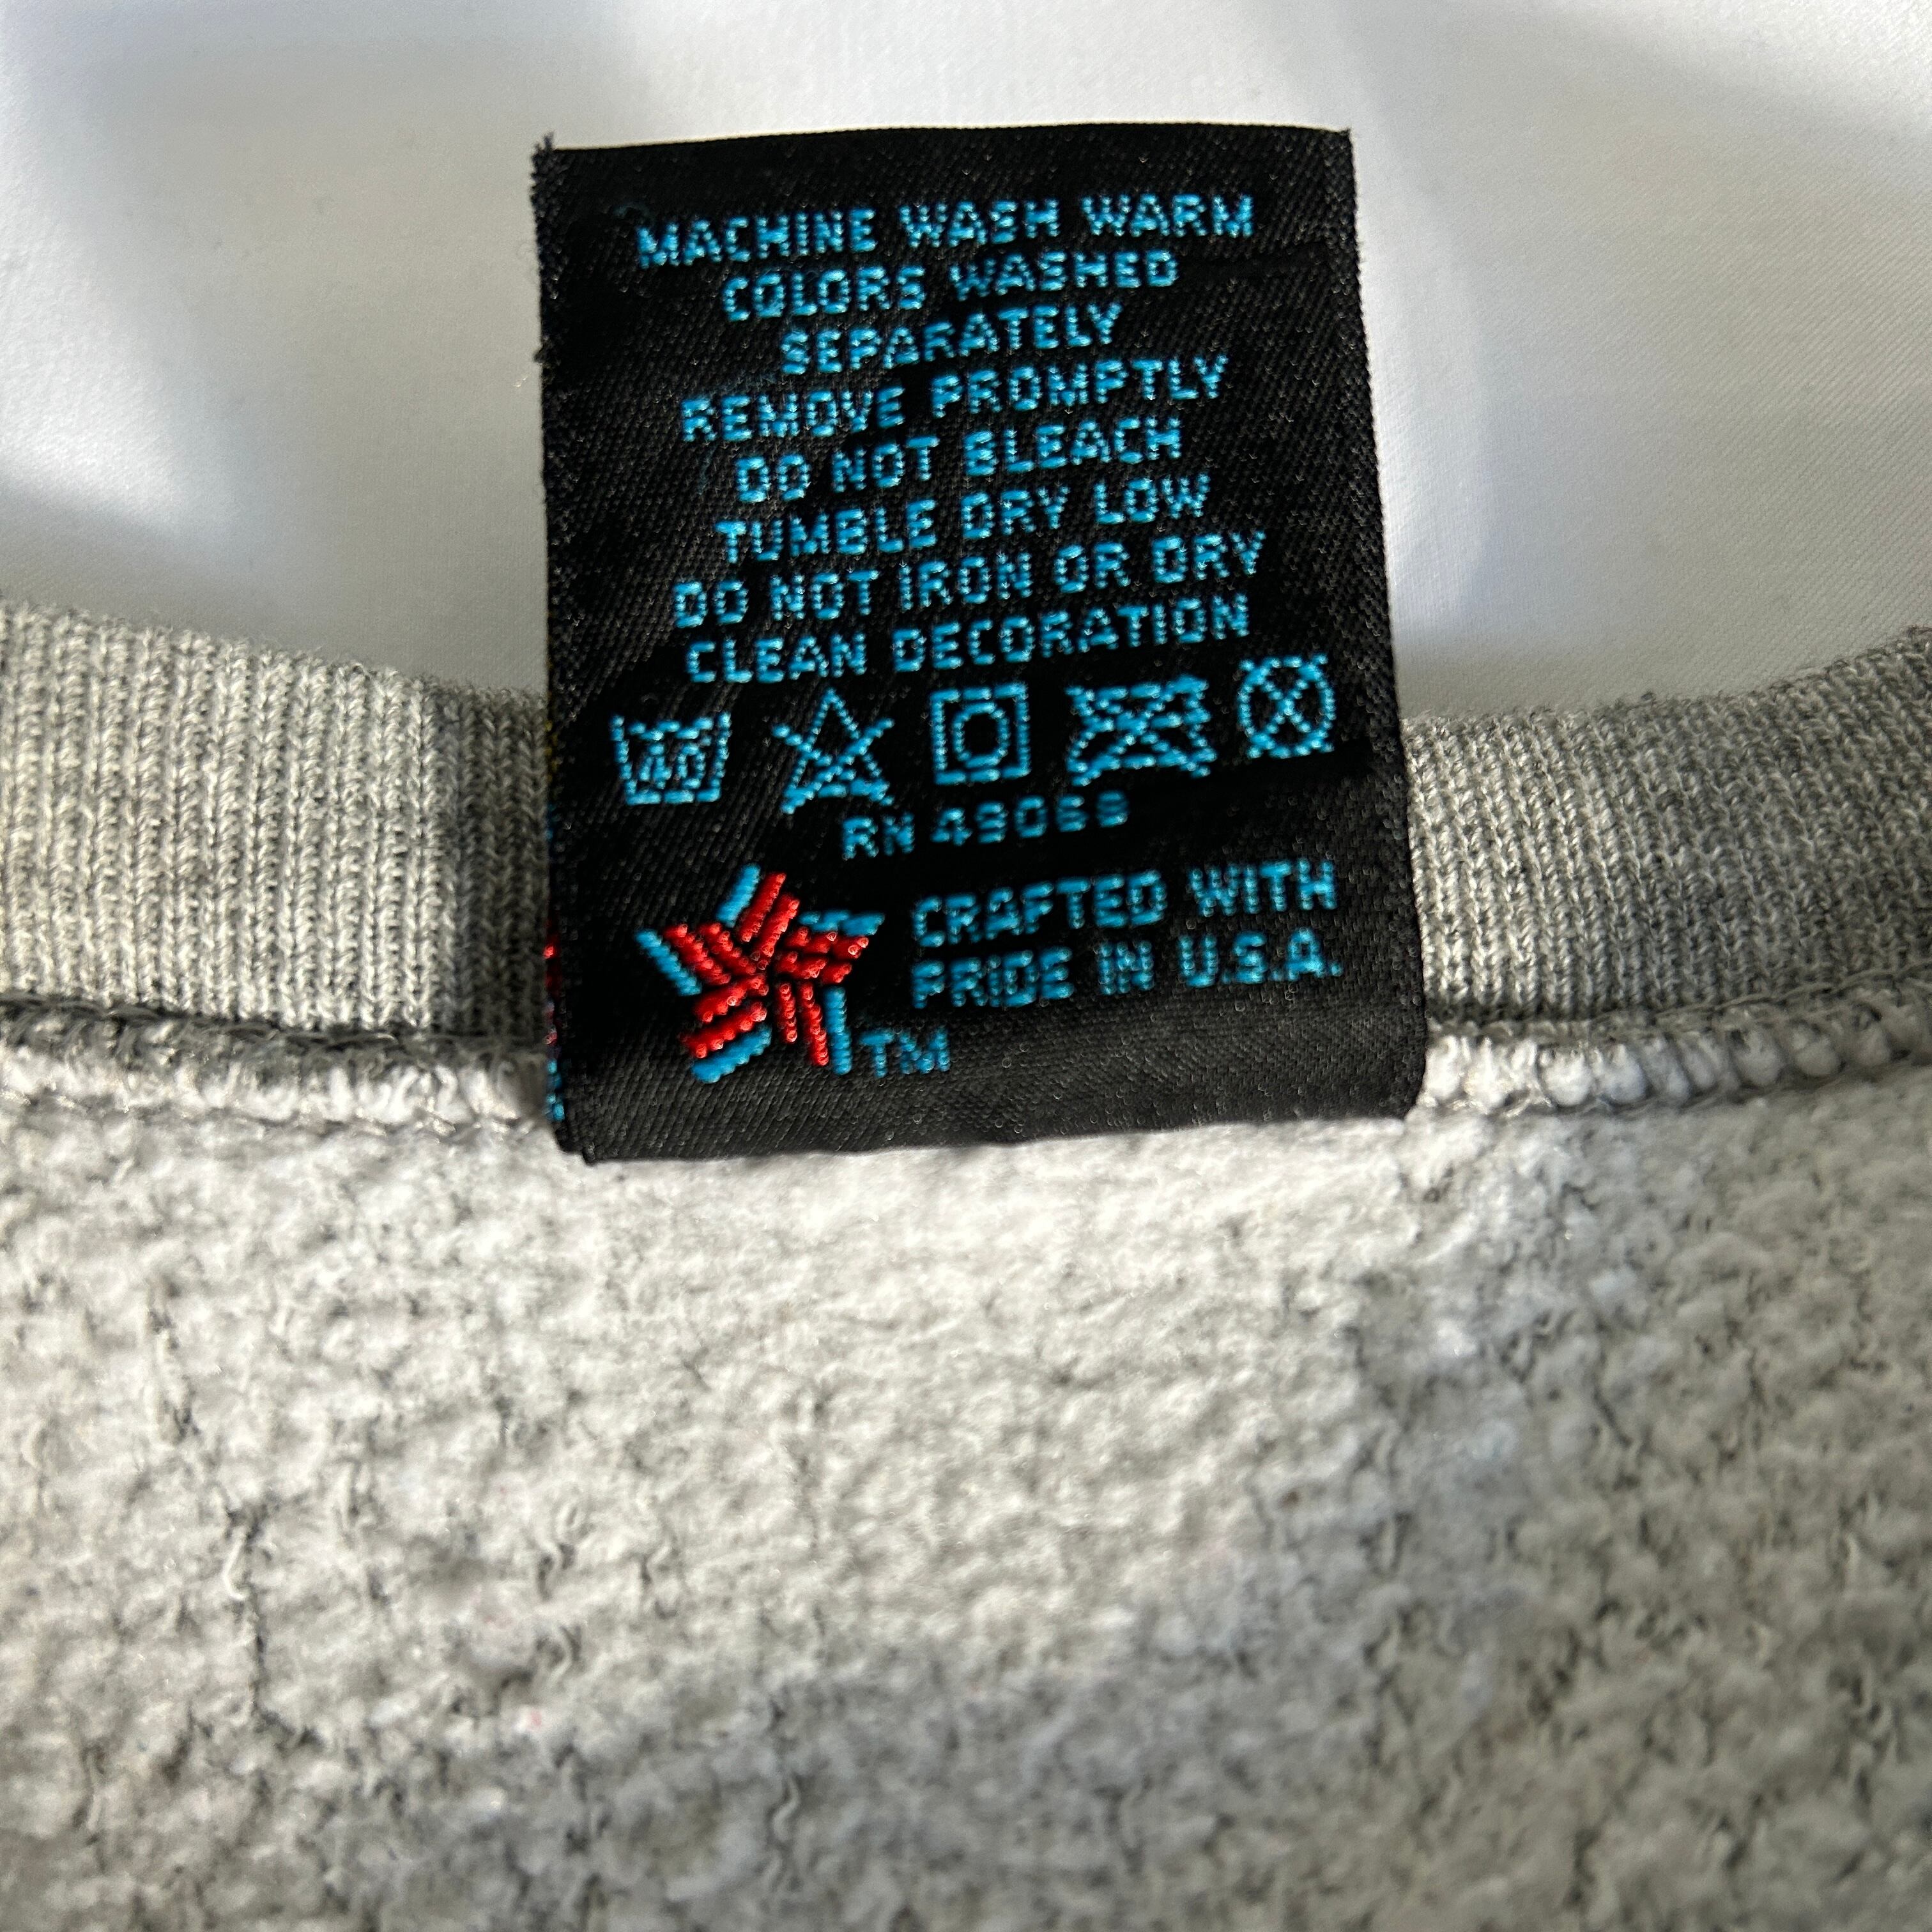 MACHINE WASH WARM
COLORS WASHED
SEPARATELY
REMOVE PROMPTLY
DO NOT BLEACH
TUMBLE DRY LOW
DO NOT IRON OR DRY
CLEAN DECORATION
40
RN 49068
CRAFTED WITH
PRIDE IN U.S.A.
TM